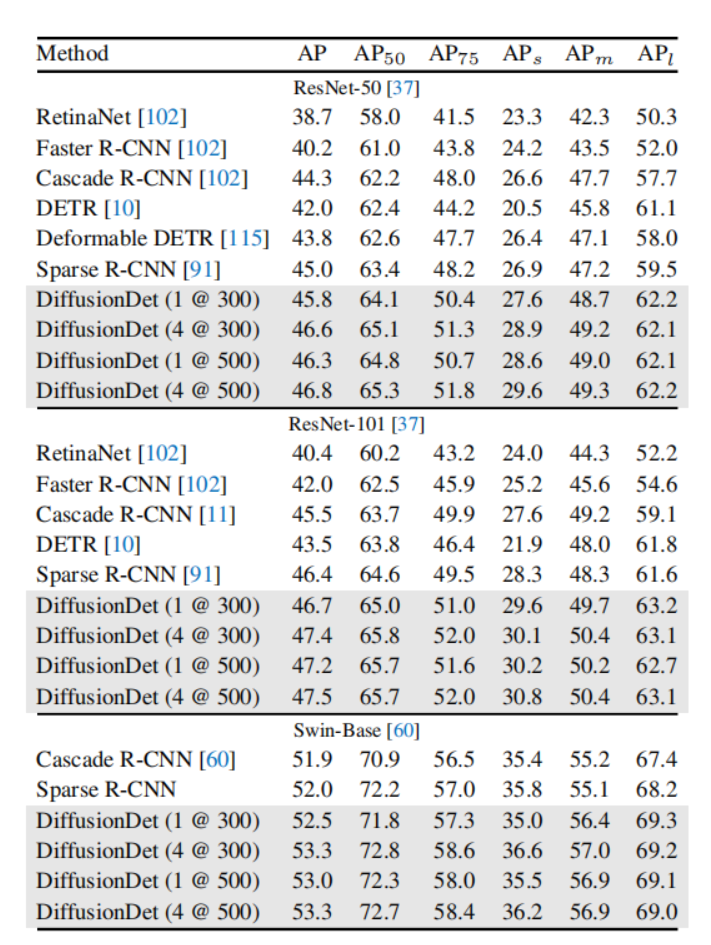 Method AP AP50 AP75 APs APm APl
ResNet-50 [37]
RetinaNet [102] 38.7 58.0 41.5 23.3 42.3 50.3
Faster R-CNN [102] 40.2 61.0 43.8 24.2 43.5 52.0
Cascade R-CNN [102] 44.3 62.2 48.0 26.6 47.7 57.7
DETR [10] 42.0 62.4 44.2 20.5 45.8 61.1
Deformable DETR [115] 43.8 62.6 47.7 26.4 47.1 58.0
Sparse R-CNN [91] 45.0 63.4 48.2 26.9 47.2 59.5
DiffusionDet (1 @ 300) 45.8 64.1 50.4 27.6 48.7 62.2
DiffusionDet (4 @ 300) 46.6 65.1 51.3 28.9 49.2 62.1
DiffusionDet (1 @ 500) 46.3 64.8 50.7 28.6 49.0 62.1
DiffusionDet (4 @ 500) 46.8 65.3 51.8 29.6 49.3 62.2
ResNet-101 [37]
RetinaNet [102] 40.4 60.2 43.2 24.0 44.3 52.2
Faster R-CNN [102] 42.0 62.5 45.9 25.2 45.6 54.6
Cascade R-CNN [11] 45.5 63.7 49.9 27.6 49.2 59.1
DETR [10] 43.5 63.8 46.4 21.9 48.0 61.8
Sparse R-CNN [91] 46.4 64.6 49.5 28.3 48.3 61.6
DiffusionDet (1 @ 300) 46.7 65.0 51.0 29.6 49.7 63.2
DiffusionDet (4 @ 300) 47.4 65.8 52.0 30.1 50.4 63.1
DiffusionDet (1 @ 500) 47.2 65.7 51.6 30.2 50.2 62.7
DiffusionDet (4 @ 500) 47.5 65.7 52.0 30.8 50.4 63.1
Swin-Base [60]
Cascade R-CNN [60] 51.9 70.9 56.5 35.4 55.2 67.4
Sparse R-CNN 52.0 72.2 57.0 35.8 55.1 68.2
DiffusionDet (1 @ 300) 52.5 71.8 57.3 35.0 56.4 69.3
DiffusionDet (4 @ 300) 53.3 72.8 58.6 36.6 57.0 69.2
DiffusionDet (1 @ 500) 53.0 72.3 58.0 35.5 56.9 69.1
DiffusionDet (4 @ 500) 53.3 72.7 58.4 36.2 56.9 69.0